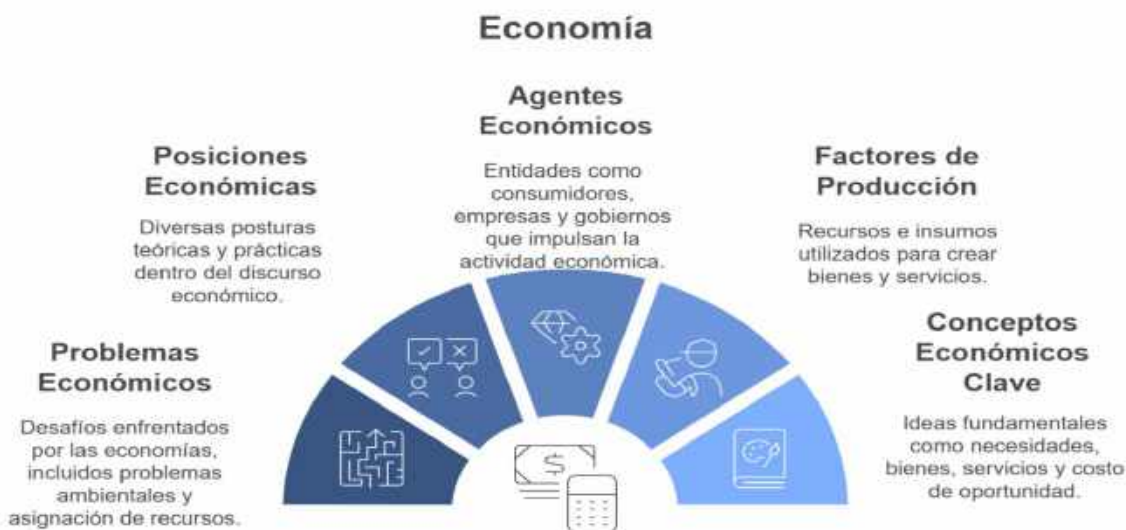 Economía
Problemas
Económicos
Desafíos enfrentados
por las economías,
incluidos problemas
ambientales y
asignación de recursos.
Posiciones
Económicas
Diversas posturas
teóricas y prácticas
dentro del discurso
económico.
Agentes
Económicos
Entidades como
consumidores,
empresas y gobiernos
que impulsan la
actividad económica.
Factores de
Producción
Recursos e insumos
utilizados para crear
bienes y servicios.
Conceptos
Económicos
Clave
Ideas fundamentales
como necesidades,
bienes, servicios y costo
de oportunidad.
$